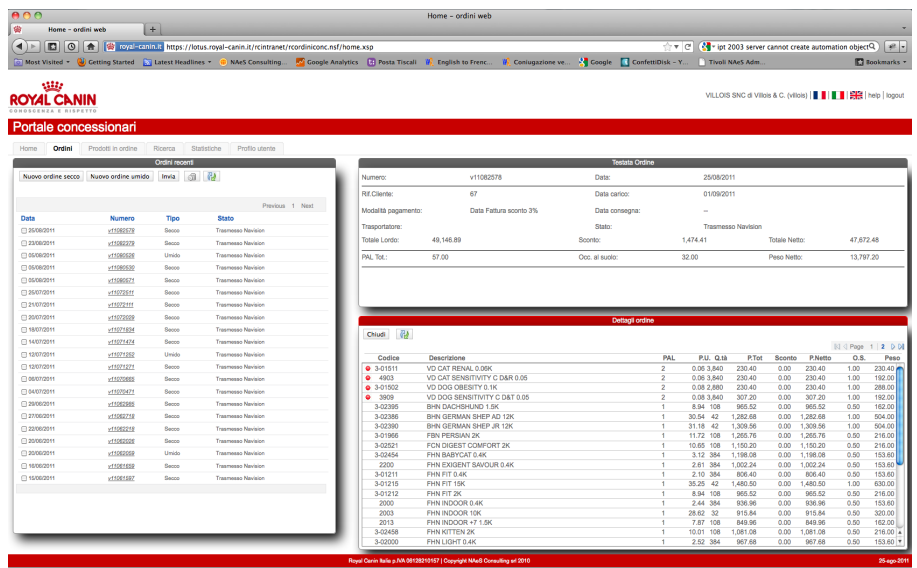 Home - ordini web
Home - ordini web
royal-canin.it https://lotus.royal-canin.it/rcintranet/rcordiniconc.nsf/home.xsp
ipt 2003 server cannot create automation object
Most Visited Getting Started Latest Headlines NAeS Consulting... Google Analytics Posta Tiscali English to Frenc... Coniugazione ve... Google ConfettiDisk - Y... Tivoli NAeS Adm... Bookmarks
ROYAL CANIN
CONOSCENZA E RISPETTO
VILLOIS SNC di Villois & C. (villois) | | | | help | logout
Portale concessionari
Home Ordini Prodotti in ordine Ricerca Statistiche Profilo utente
Ordini recenti
Nuovo ordine secco Nuovo ordine umido Invia
Previous 1 Next
Data Numero Tipo Stato
25/08/2011 v11082578 Secco Trasmesso Navision
23/08/2011 v11082379 Secco Trasmesso Navision
05/08/2011 v11080526 Umido Trasmesso Navision
05/08/2011 v11080530 Secco Trasmesso Navision
05/08/2011 v11080571 Secco Trasmesso Navision
25/07/2011 v11072511 Secco Trasmesso Navision
21/07/2011 v11072111 Secco Trasmesso Navision
20/07/2011 v11072039 Secco Trasmesso Navision
18/07/2011 v11071834 Secco Trasmesso Navision
14/07/2011 v11071474 Secco Trasmesso Navision
12/07/2011 v11071252 Umido Trasmesso Navision
12/07/2011 v11071271 Secco Trasmesso Navision
06/07/2011 v11070665 Secco Trasmesso Navision
04/07/2011 v11070471 Secco Trasmesso Navision
29/06/2011 v11062965 Secco Trasmesso Navision
27/06/2011 v11062718 Secco Trasmesso Navision
22/06/2011 v11062218 Secco Trasmesso Navision
20/06/2011 v11062026 Secco Trasmesso Navision
20/06/2011 v11062059 Umido Trasmesso Navision
16/06/2011 v11061659 Secco Trasmesso Navision
15/06/2011 v11061597 Secco Trasmesso Navision
Testata Ordine
Numero: v11082578 Data: 25/08/2011
Rif.Cliente: 67 Data carico: 01/09/2011
Modalità pagamento: Data Fattura sconto 3% Data consegna: --
Trasportatore: Stato: Trasmesso Navision
Totale Lordo: 49,146.89 Sconto: 1,474.41 Totale Netto: 47,672.48
PAL Tot.: 57.00 Occ. al suolo: 32.00 Peso Netto: 13,797.20
Dettagli ordine
Chiudi
Page 1 | 2
Codice Descrizione PAL P.U. Q.tà P.Tot Sconto P.Netto O.S. Peso
3-01511 VD CAT RENAL 0.06K 2 0.06 3,840 230.40 0.00 230.40 1.00 230.40
4903 VD CAT SENSITIVITY C D&R 0.05 2 0.06 3,840 230.40 0.00 230.40 1.00 192.00
3-01502 VD DOG OBESITY 0.1K 2 0.08 2,880 230.40 0.00 230.40 1.00 288.00
3909 VD DOG SENSITIVITY C D&T 0.05 2 0.08 3,840 307.20 0.00 307.20 1.00 192.00
3-02395 BHN DACHSHUND 1.5K 1 8.94 108 965.52 0.00 965.52 0.50 162.00
3-02386 BHN GERMAN SHEP AD 12K 1 30.54 42 1,282.68 0.00 1,282.68 1.00 504.00
3-02390 BHN GERMAN SHEP JR 12K 1 31.18 42 1,309.56 0.00 1,309.56 1.00 504.00
3-01966 FBN PERSIAN 2K 1 11.72 108 1,265.76 0.00 1,265.76 0.50 216.00
3-02521 FCN DIGEST COMFORT 2K 1 10.65 108 1,150.20 0.00 1,150.20 0.50 216.00
3-02454 FHN BABYCAT 0.4K 1 3.12 384 1,198.08 0.00 1,198.08 0.50 153.60
2200 FHN EXIGENT SAVOUR 0.4K 1 2.61 384 1,002.24 0.00 1,002.24 0.50 153.60
3-01211 FHN FIT 0.4K 1 2.10 384 806.40 0.00 806.40 0.50 153.60
3-01215 FHN FIT 15K 1 35.25 42 1,480.50 0.00 1,480.50 1.00 630.00
3-01212 FHN FIT 2K 1 8.94 108 965.52 0.00 965.52 0.50 216.00
2000 FHN INDOOR 0.4K 1 2.44 384 936.96 0.00 936.96 0.50 153.60
2003 FHN INDOOR 10K 1 28.62 32 915.84 0.00 915.84 0.50 320.00
2013 FHN INDOOR +7 1.5K 1 7.87 108 849.96 0.00 849.96 0.50 162.00
3-02458 FHN KITTEN 2K 1 10.01 108 1,081.08 0.00 1,081.08 0.50 216.00
3-02000 FHN LIGHT 0.4K 1 2.52 384 967.68 0.00 967.68 0.50 153.60
Royal Canin Italia p.IVA 08128210157 | Copyright NAeS Consulting srl 2010 25-ago-2011